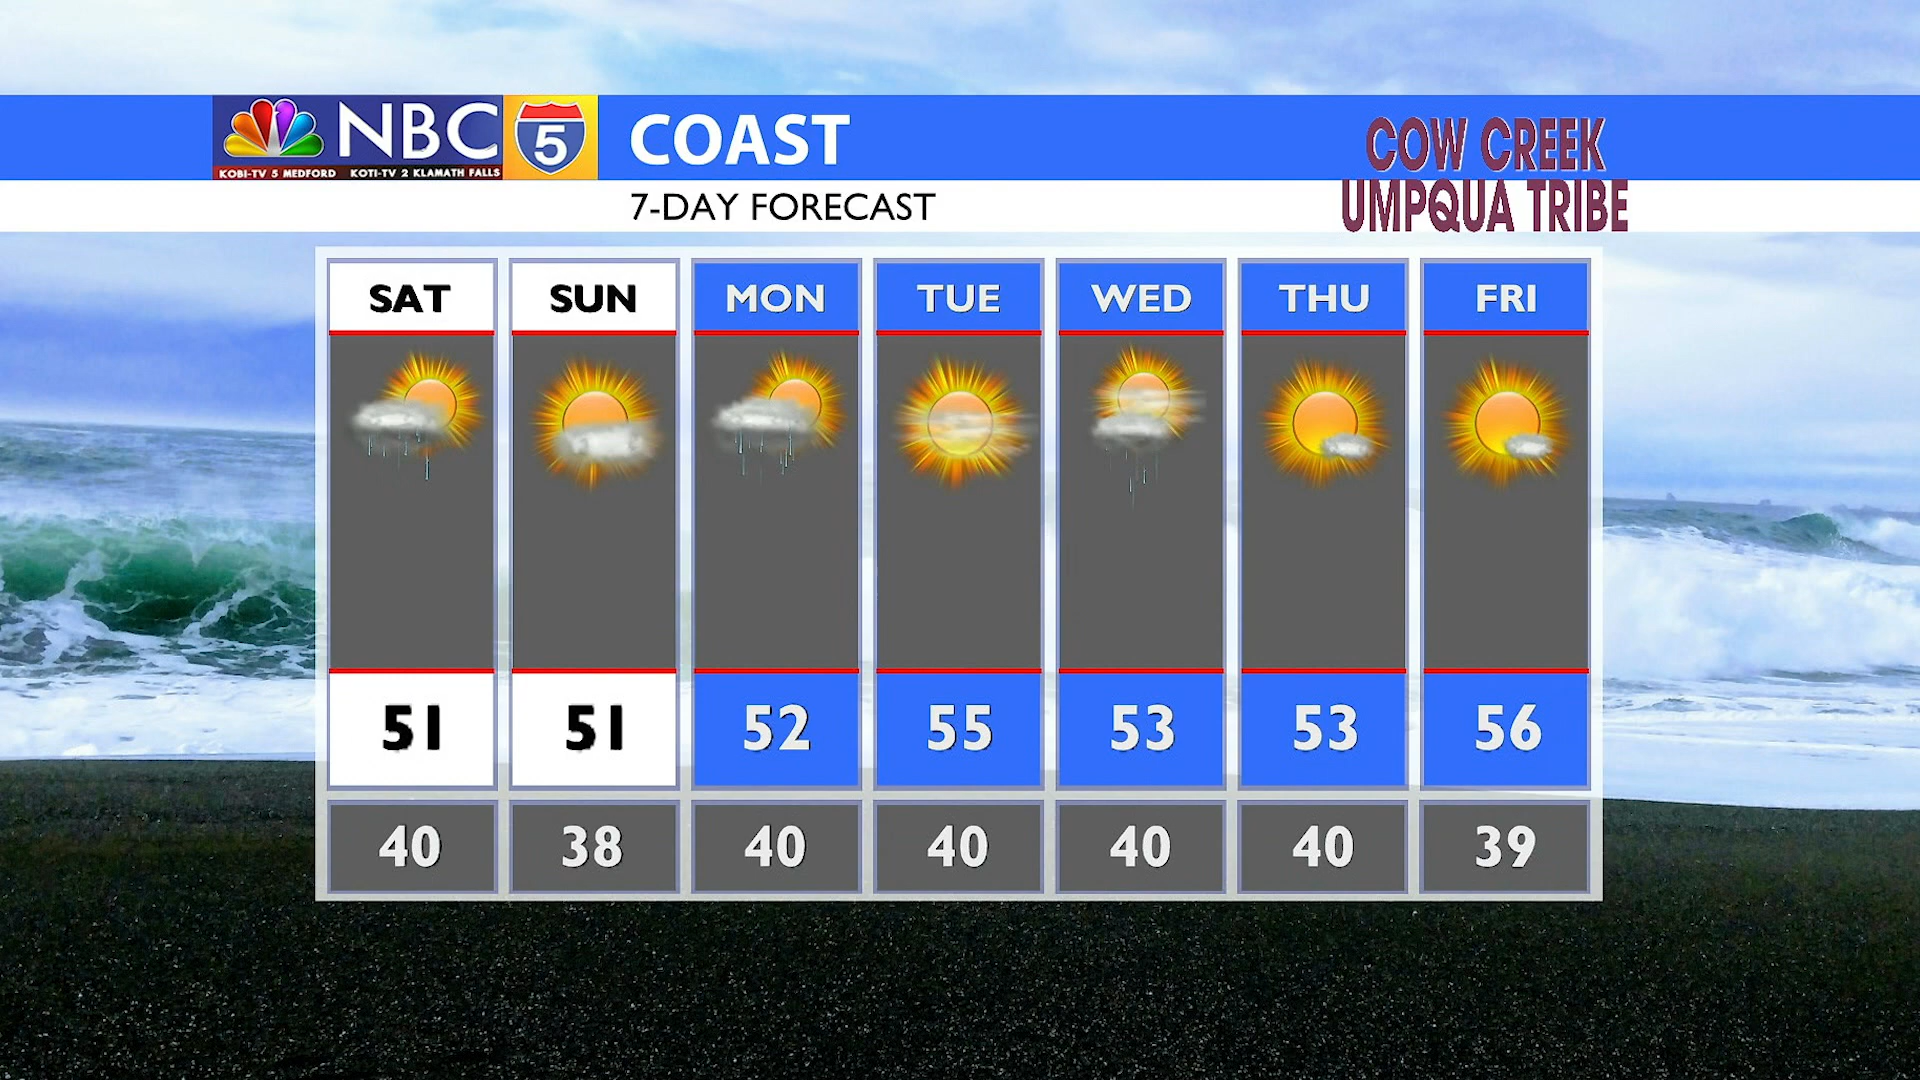 NBC 5
KOBI-TV 5 MEDFORD KOTI-TV 2 KLAMATH FALLS
COAST
7-DAY FORECAST
COW CREEK
UMPQUA TRIBE
SAT SUN MON TUE WED THU FRI
51 51 52 55 53 53 56
40 38 40 40 40 40 39